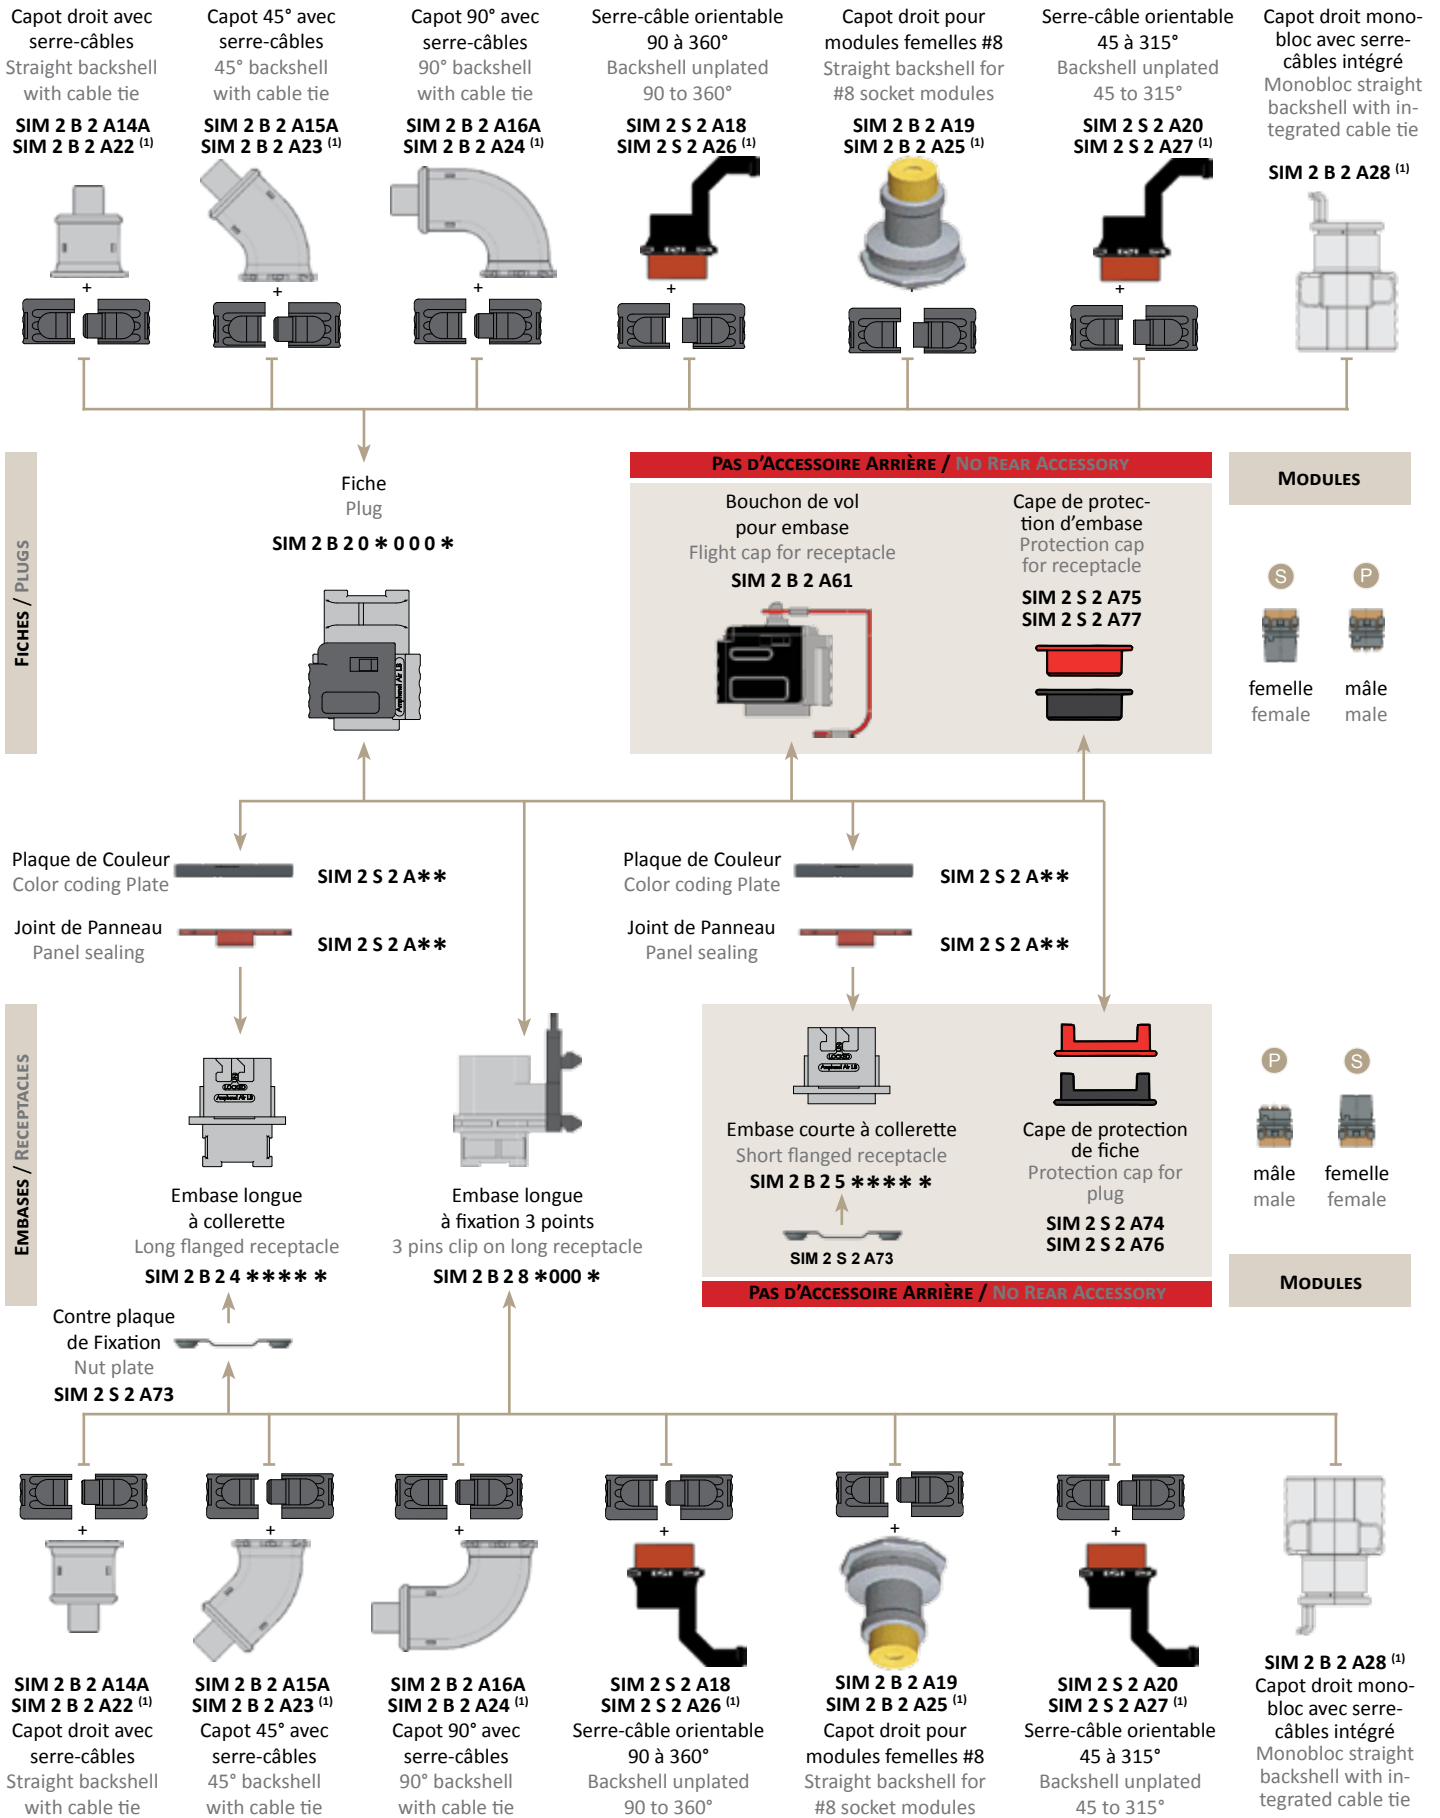 Capot droit avec
serre-câbles
Straight backshell
with cable tie
SIM 2 B 2 A14A
SIM 2 B 2 A22 (1)
+
Capot 45° avec
serre-câbles
45° backshell
with cable tie
SIM 2 B 2 A15A
SIM 2 B 2 A23 (1)
+
Capot 90° avec
serre-câbles
90° backshell
with cable tie
SIM 2 B 2 A16A
SIM 2 B 2 A24 (1)
+
Serre-câble orientable
90 à 360°
Backshell unplated
90 to 360°
SIM 2 S 2 A18
SIM 2 S 2 A26 (1)
+
Capot droit pour
modules femelles #8
Straight backshell for
#8 socket modules
SIM 2 B 2 A19
SIM 2 B 2 A25 (1)
+
Serre-câble orientable
45 à 315°
Backshell unplated
45 to 315°
SIM 2 S 2 A20
SIM 2 S 2 A27 (1)
+
Capot droit mono-
bloc avec serre-
câbles intégré
Monobloc straight
backshell with in-
tegrated cable tie
SIM 2 B 2 A28 (1)
FICHES / PLUGS
Fiche
Plug
SIM 2 B 2 0 * 0 0 0 *
Amphenol Air LB
PAS D'ACCESSOIRE ARRIÈRE / NO REAR ACCESSORY
Bouchon de vol
pour embase
Flight cap for receptacle
SIM 2 B 2 A61
Cape de protec-
tion d'embase
Protection cap
for receptacle
SIM 2 S 2 A75
SIM 2 S 2 A77
MODULES
S
femelle
female
P
mâle
male
Plaque de Couleur
Color coding Plate
SIM 2 S 2 A**
Joint de Panneau
Panel sealing
SIM 2 S 2 A**
Plaque de Couleur
Color coding Plate
SIM 2 S 2 A**
Joint de Panneau
Panel sealing
SIM 2 S 2 A**
EMBASES / RECEPTACLES
LOCKED
Amphenol Air LB
Embase longue
à collerette
Long flanged receptacle
SIM 2 B 2 4 * * * * *
Embase longue
à fixation 3 points
3 pins clip on long receptacle
SIM 2 B 2 8 *000 *
LOCKED
Amphenol Air LB
Embase courte à collerette
Short flanged receptacle
SIM 2 B 2 5 * * * * *
SIM 2 S 2 A73
Cape de protection
de fiche
Protection cap for
plug
SIM 2 S 2 A74
SIM 2 S 2 A76
PAS D'ACCESSOIRE ARRIÈRE / NO REAR ACCESSORY
P
mâle
male
S
femelle
female
MODULES
Contre plaque
de Fixation
Nut plate
SIM 2 S 2 A73
+
SIM 2 B 2 A14A
SIM 2 B 2 A22 (1)
Capot droit avec
serre-câbles
Straight backshell
with cable tie
+
SIM 2 B 2 A15A
SIM 2 B 2 A23 (1)
Capot 45° avec
serre-câbles
45° backshell
with cable tie
+
SIM 2 B 2 A16A
SIM 2 B 2 A24 (1)
Capot 90° avec
serre-câbles
90° backshell
with cable tie
+
SIM 2 S 2 A18
SIM 2 S 2 A26 (1)
Serre-câble orientable
90 à 360°
Backshell unplated
90 to 360°
+
SIM 2 B 2 A19
SIM 2 B 2 A25 (1)
Capot droit pour
modules femelles #8
Straight backshell for
#8 socket modules
+
SIM 2 S 2 A20
SIM 2 S 2 A27 (1)
Serre-câble orientable
45 à 315°
Backshell unplated
45 to 315°
SIM 2 B 2 A28 (1)
Capot droit mono-
bloc avec serre-
câbles intégré
Monobloc straight
backshell with in-
tegrated cable tie